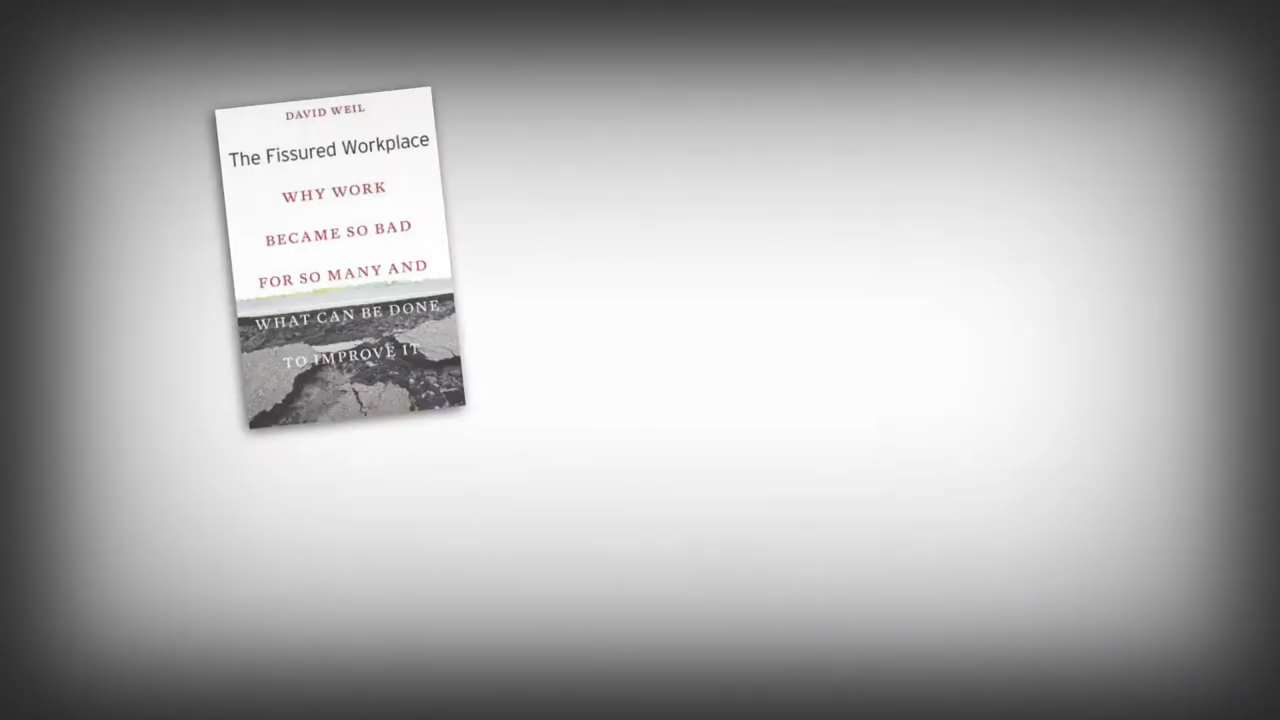 DAVID WEIL
The Fissured Workplace
WHY WORK
BECAME SO BAD
FOR SO MANY AND
WHAT CAN BE DONE
TO IMPROVE IT